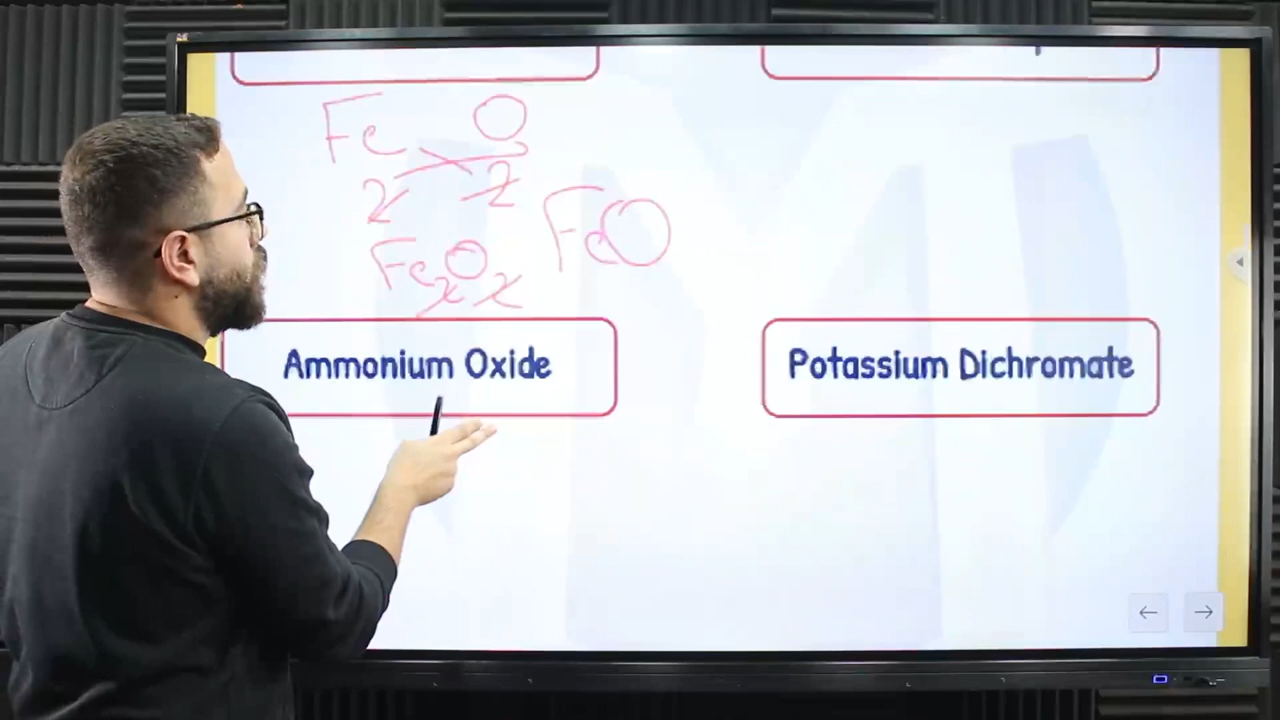 Fe O
2 2
Fe2O2 FeO
Ammonium Oxide
Potassium Dichromate